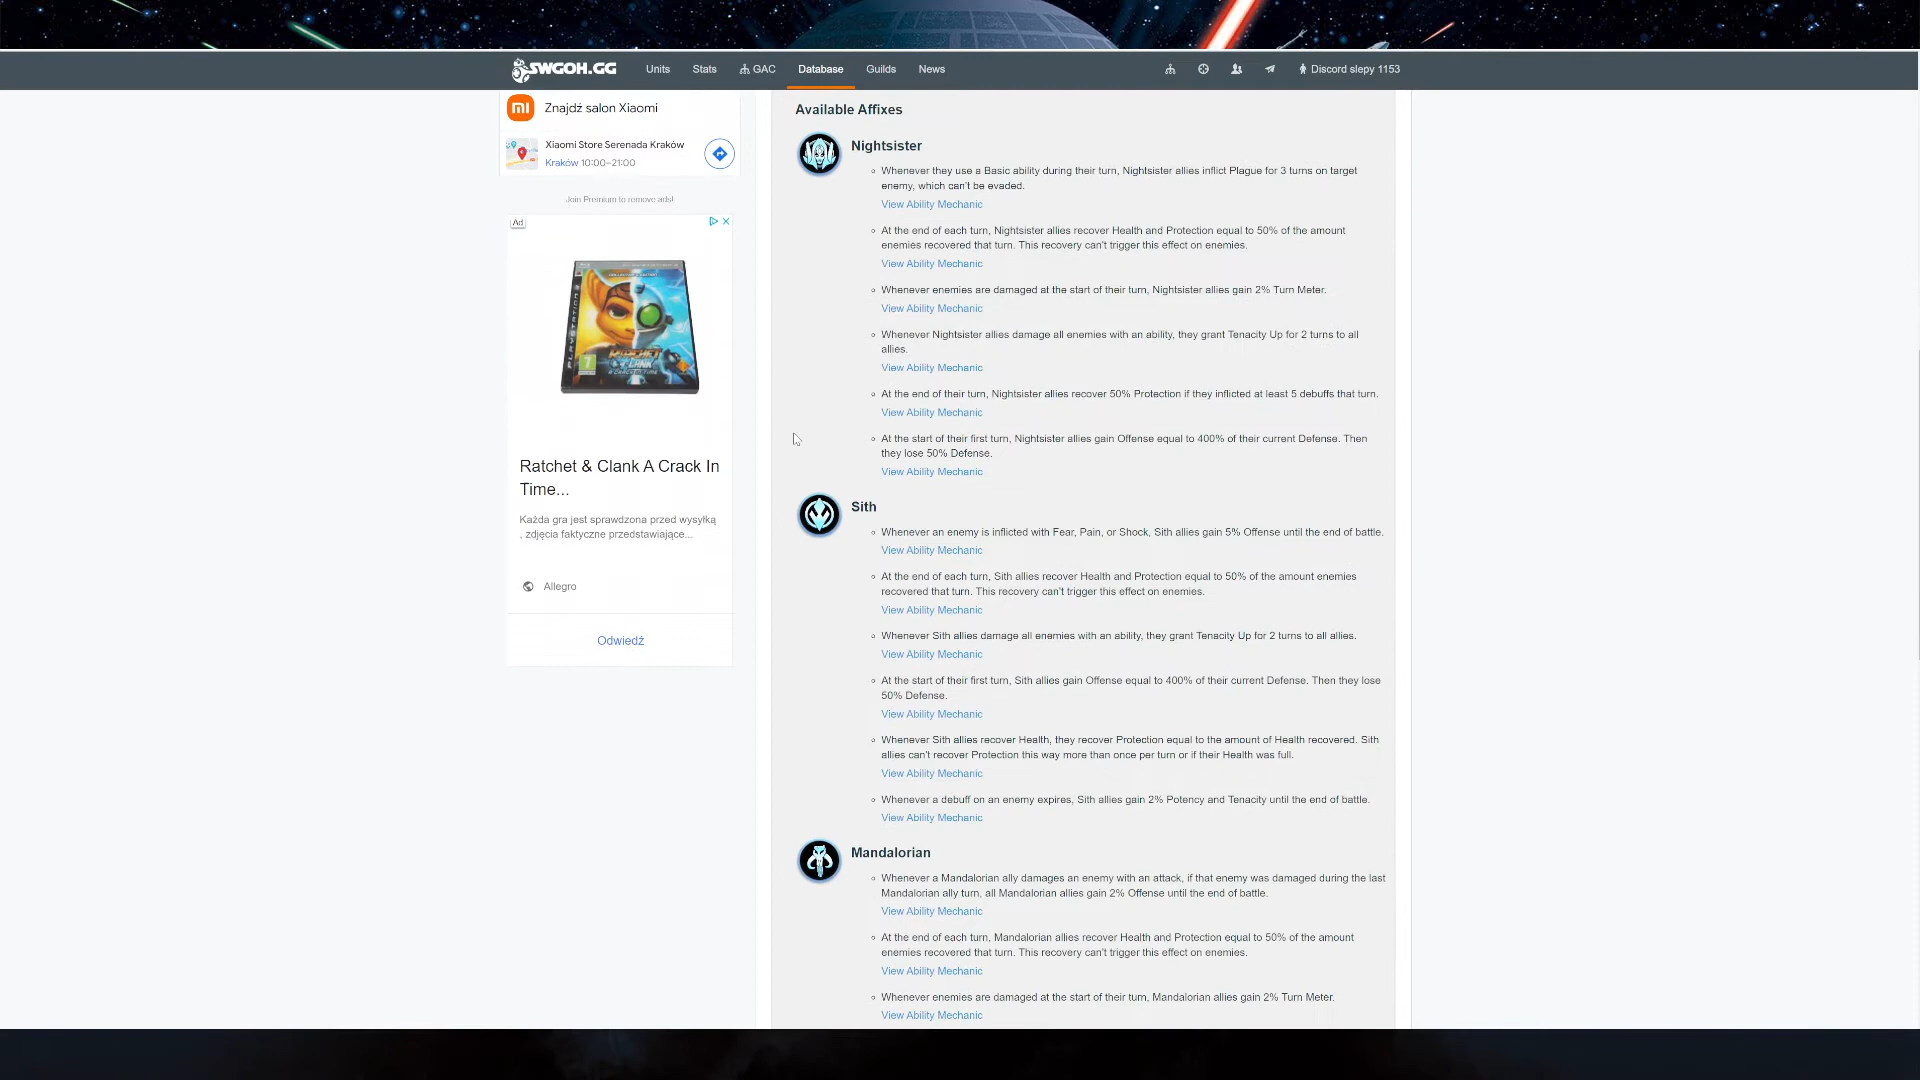 SWGOH.GG
Units
Stats
GAC
Database
Guilds
News
Discord slepy 1153
mi
Znajdź salon Xiaomi
Xiaomi Store Serenada Kraków
Kraków 10:00–21:00
Join Premium to remove ads!
Ad
PLAYSTATION
RATCHET
CLANK
7
Ratchet & Clank A Crack In
Time...
Każda gra jest sprawdzona przed wysyłką
, zdjęcia faktyczne przedstawiające...
Allegro
Odwiedź
Available Affixes
Nightsister
Whenever they use a Basic ability during their turn, Nightsister allies inflict Plague for 3 turns on target
enemy, which can't be evaded.
View Ability Mechanic
At the end of each turn, Nightsister allies recover Health and Protection equal to 50% of the amount
enemies recovered that turn. This recovery can't trigger this effect on enemies.
View Ability Mechanic
Whenever enemies are damaged at the start of their turn, Nightsister allies gain 2% Turn Meter.
View Ability Mechanic
Whenever Nightsister allies damage all enemies with an ability, they grant Tenacity Up for 2 turns to all
allies.
View Ability Mechanic
At the end of their turn, Nightsister allies recover 50% Protection if they inflicted at least 5 debuffs that turn.
View Ability Mechanic
At the start of their first turn, Nightsister allies gain Offense equal to 400% of their current Defense. Then
they lose 50% Defense.
View Ability Mechanic
Sith
Whenever an enemy is inflicted with Fear, Pain, or Shock, Sith allies gain 5% Offense until the end of battle.
View Ability Mechanic
At the end of each turn, Sith allies recover Health and Protection equal to 50% of the amount enemies
recovered that turn. This recovery can't trigger this effect on enemies.
View Ability Mechanic
Whenever Sith allies damage all enemies with an ability, they grant Tenacity Up for 2 turns to all allies.
View Ability Mechanic
At the start of their first turn, Sith allies gain Offense equal to 400% of their current Defense. Then they lose
50% Defense.
View Ability Mechanic
Whenever Sith allies recover Health, they recover Protection equal to the amount of Health recovered. Sith
allies can't recover Protection this way more than once per turn or if their Health was full.
View Ability Mechanic
Whenever a debuff on an enemy expires, Sith allies gain 2% Potency and Tenacity until the end of battle.
View Ability Mechanic
Mandalorian
Whenever a Mandalorian ally damages an enemy with an attack, if that enemy was damaged during the last
Mandalorian ally turn, all Mandalorian allies gain 2% Offense until the end of battle.
View Ability Mechanic
At the end of each turn, Mandalorian allies recover Health and Protection equal to 50% of the amount
enemies recovered that turn. This recovery can't trigger this effect on enemies.
View Ability Mechanic
Whenever enemies are damaged at the start of their turn, Mandalorian allies gain 2% Turn Meter.
View Ability Mechanic